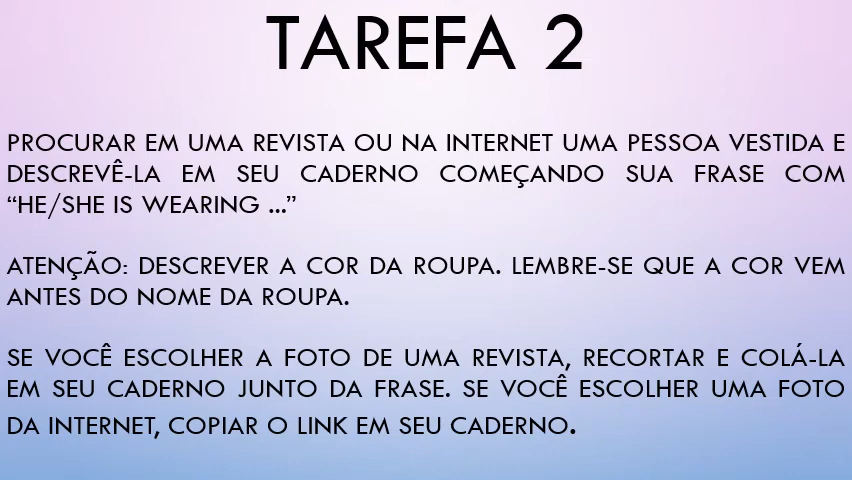 TAREFA 2
PROCURAR EM UMA REVISTA OU NA INTERNET UMA PESSOA VESTIDA E
DESCREVÊ-LA EM SEU CADERNO COMEÇANDO SUA FRASE COM
“HE/SHE IS WEARING ...”
ATENÇÃO: DESCREVER A COR DA ROUPA. LEMBRE-SE QUE A COR VEM
ANTES DO NOME DA ROUPA.
SE VOCÊ ESCOLHER A FOTO DE UMA REVISTA, RECORTAR E COLÁ-LA
EM SEU CADERNO JUNTO DA FRASE. SE VOCÊ ESCOLHER UMA FOTO
DA INTERNET, COPIAR O LINK EM SEU CADERNO.